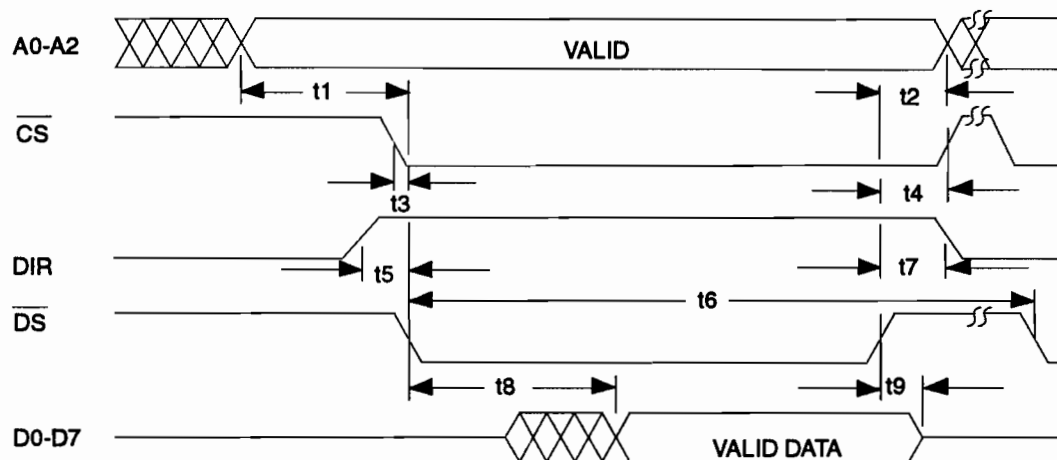 A0-A2
VALID
t1
t2
CS
t3
t4
DIR
t5
t7
t6
DS
t8
t9
D0-D7
VALID DATA